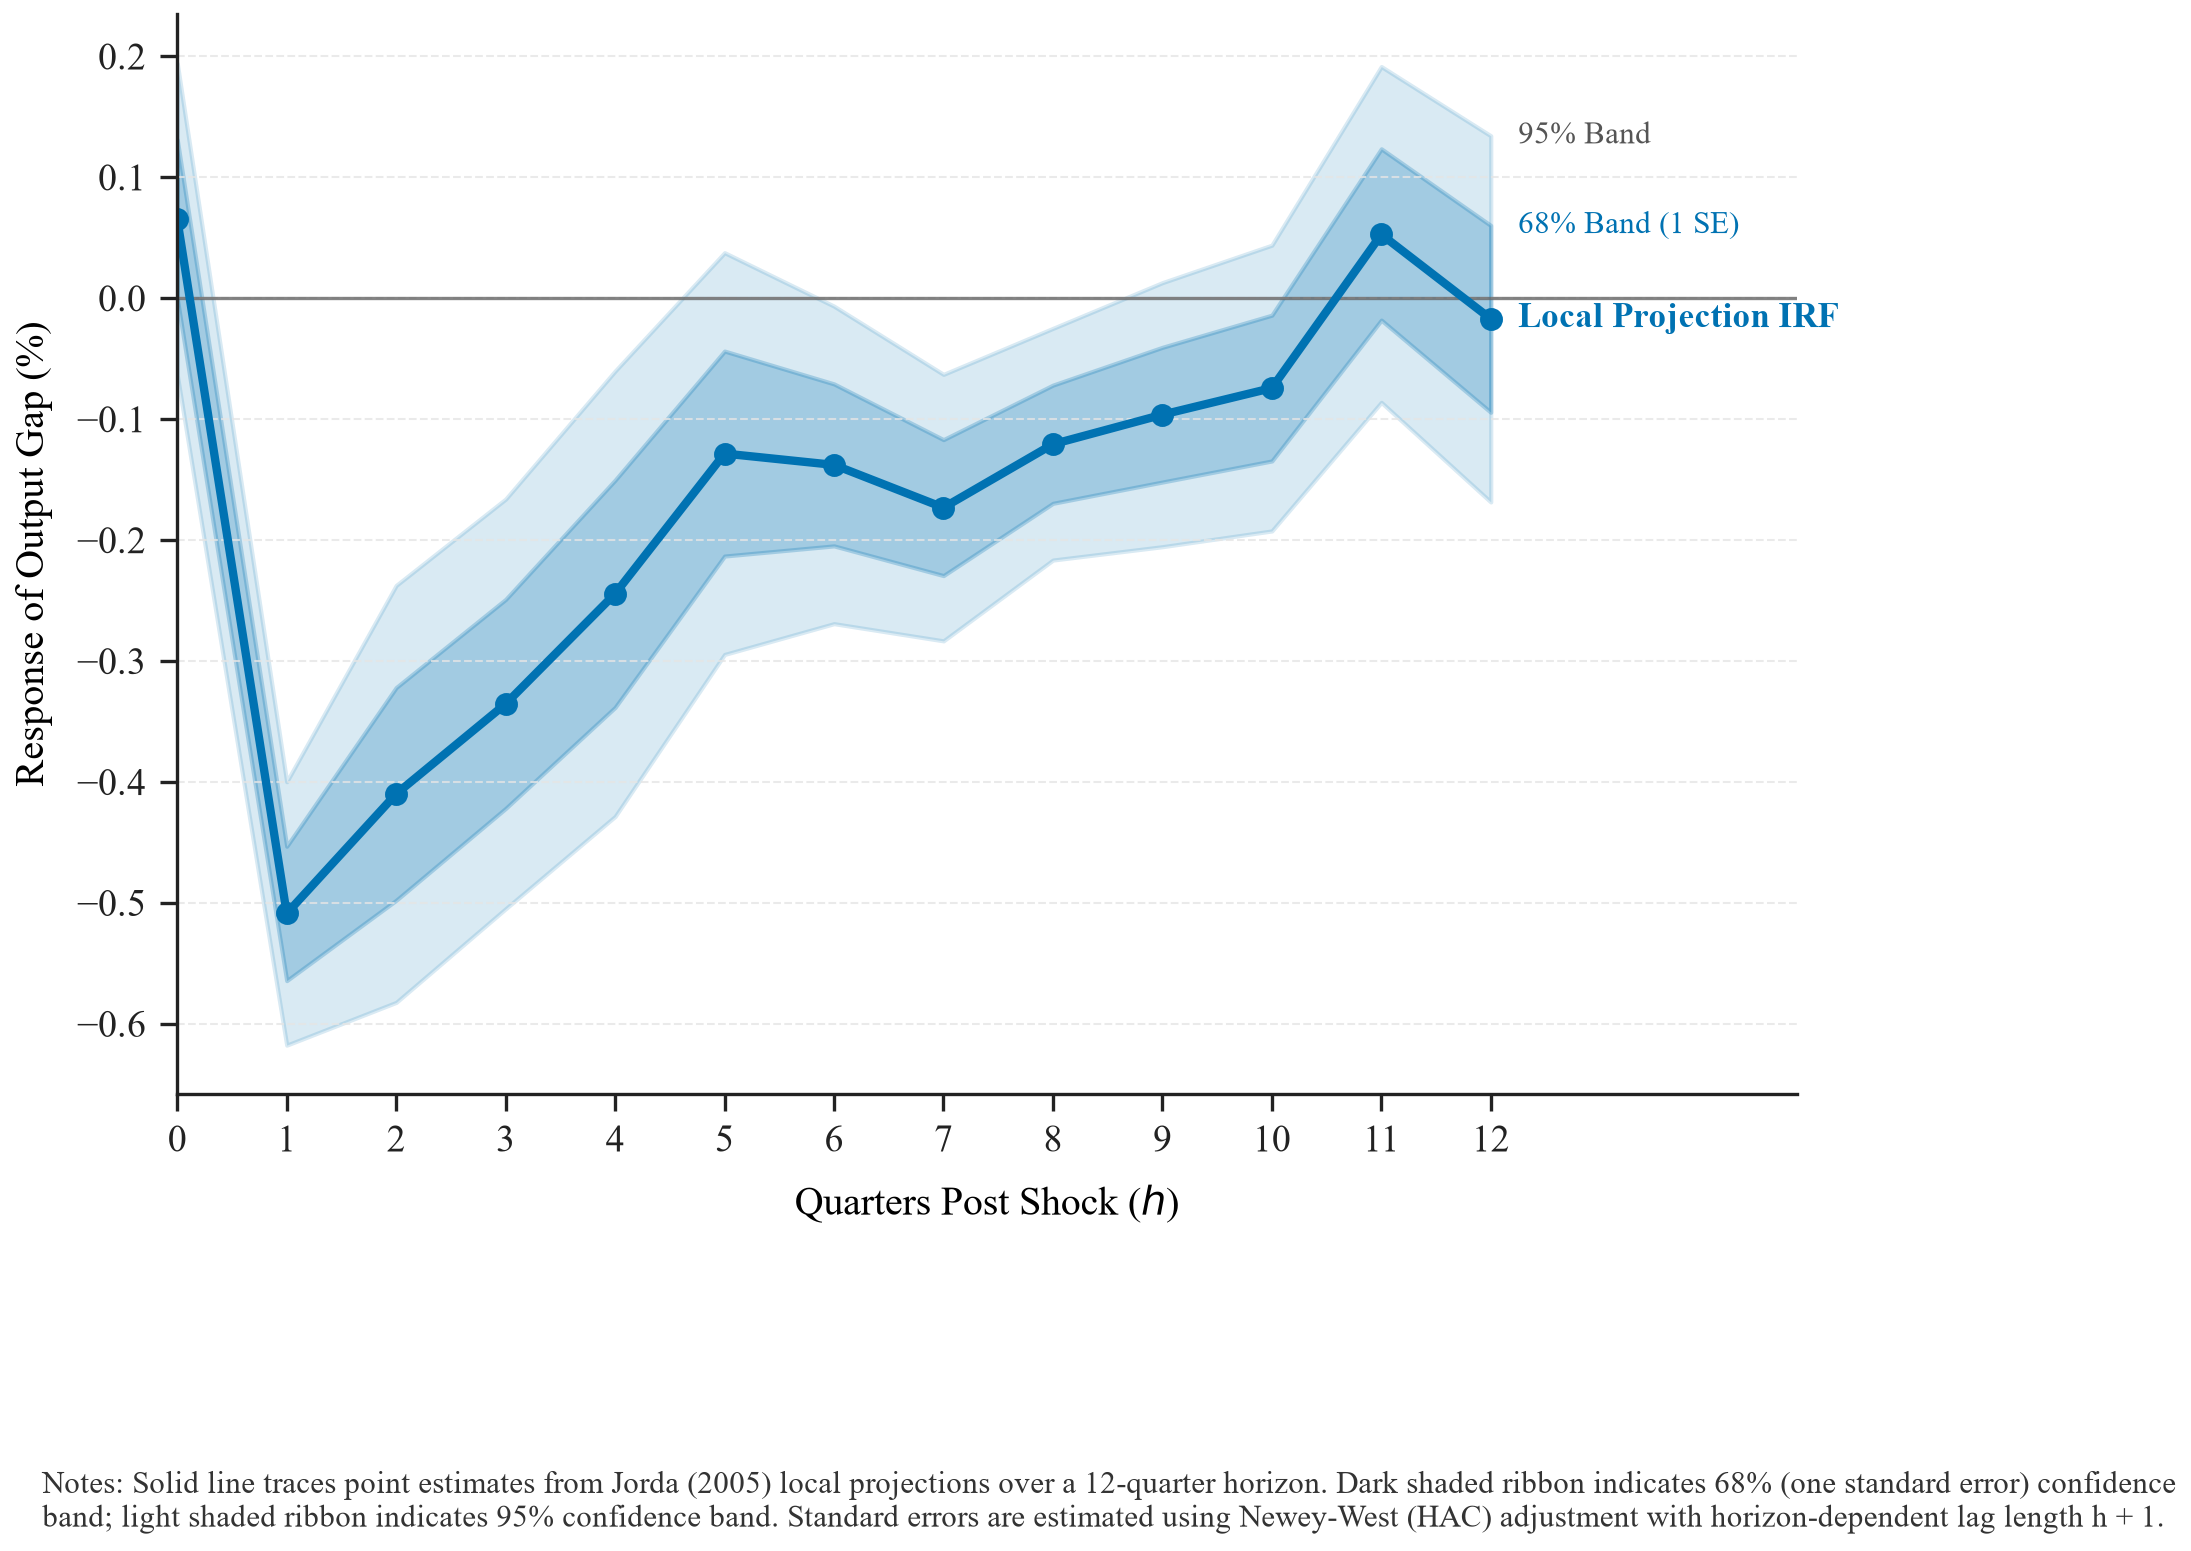 0.2
0.1
0.0
−0.1
−0.2
−0.3
−0.4
−0.5
−0.6
Response of Output Gap (%)
95% Band
68% Band (1 SE)
Local Projection IRF
0 1 2 3 4 5 6 7 8 9 10 11 12
Quarters Post Shock (h)
Notes: Solid line traces point estimates from Jorda (2005) local projections over a 12-quarter horizon. Dark shaded ribbon indicates 68% (one standard error) confidence
band; light shaded ribbon indicates 95% confidence band. Standard errors are estimated using Newey-West (HAC) adjustment with horizon-dependent lag length h + 1.